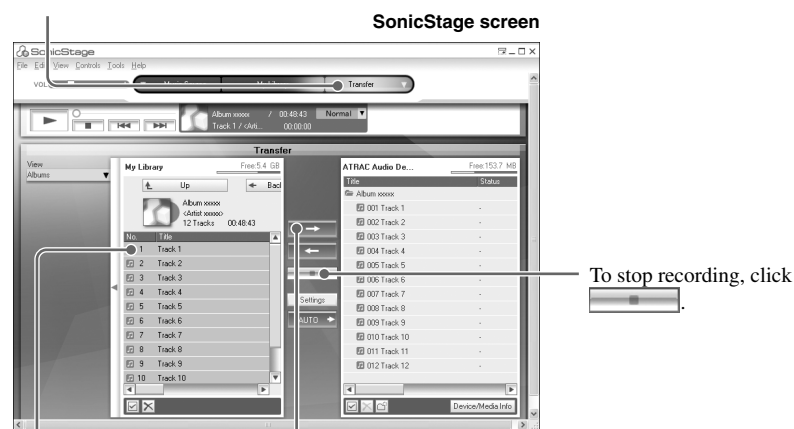 SonicStage screen
SonicStage
File Edit View Controls Tools Help
VOL
Transfer
Album xxxxx / 00:48:43 Normal
Track 1 / <Arti... 00:00:00
Transfer
View
Albums
My Library Free:5.4 GB
Up Bacl
Album xxxxx
<Artist xxxxx>
12 Tracks 00:48:43
No. Title
1 Track 1
2 Track 2
3 Track 3
4 Track 4
5 Track 5
6 Track 6
7 Track 7
8 Track 8
9 Track 9
10 Track 10
Settings
AUTO
ATRAC Audio De... Free:153.7 MB
Title Status
Album xxxxx
001 Track 1 -
002 Track 2 -
003 Track 3 -
004 Track 4 -
005 Track 5 -
006 Track 6 -
007 Track 7 -
008 Track 8 -
009 Track 9 -
010 Track 10 -
011 Track 11 -
012 Track 12 -
Device/Media Info
To stop recording, click
.